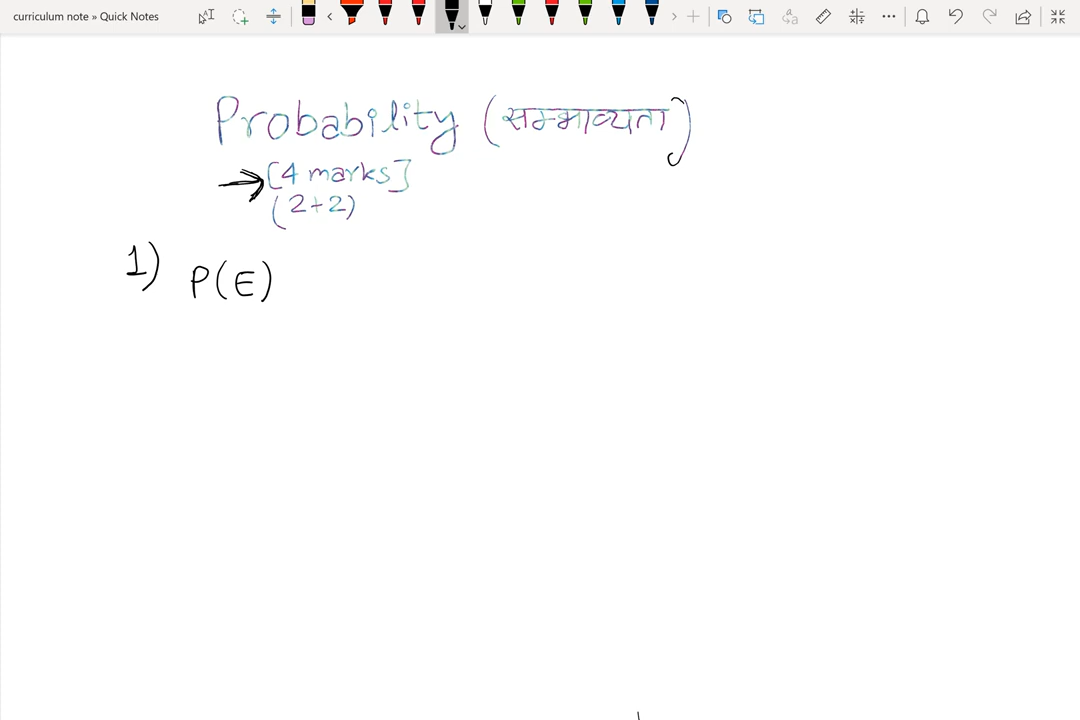 curriculum note » Quick Notes
Probability (सम्भाव्यता)
→ [4 marks]
(2+2)
1) P(E)